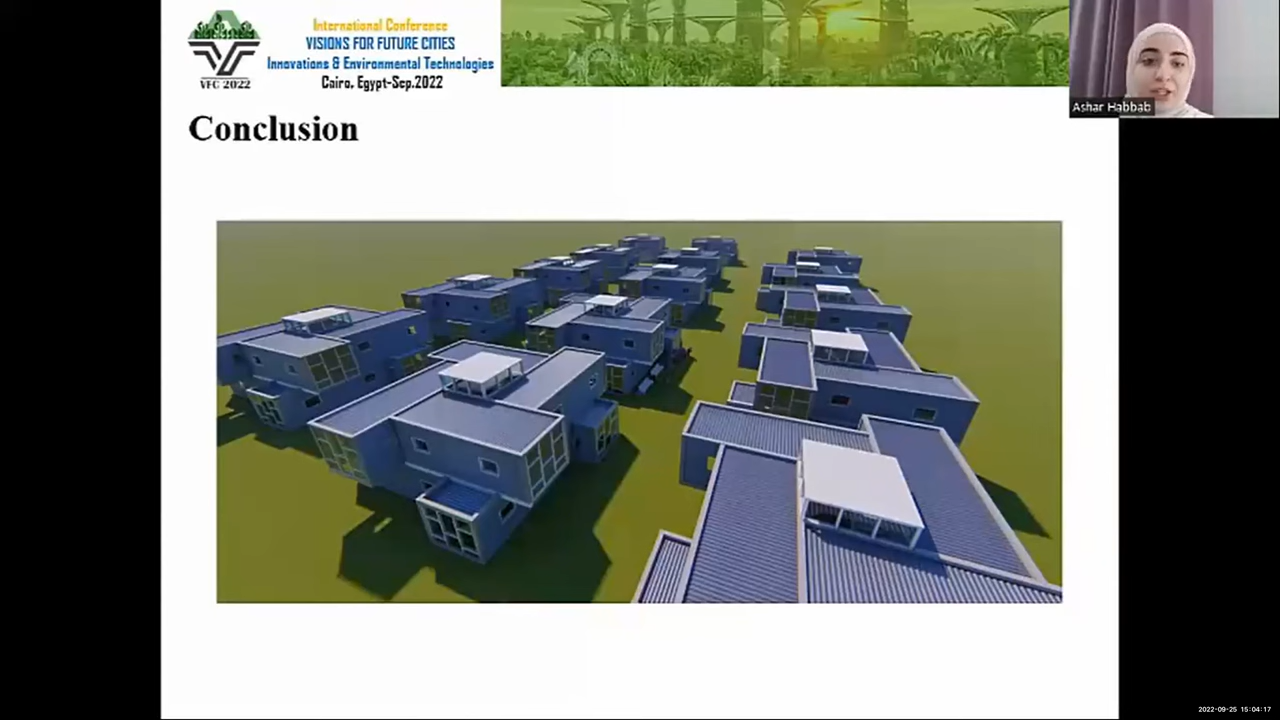 International Conference
VISIONS FOR FUTURE CITIES
Innovations & Environmental Technologies
Cairo, Egypt-Sep.2022
VFC 2022
Ashar Habbab
Conclusion
2022-09-25 15:04:17